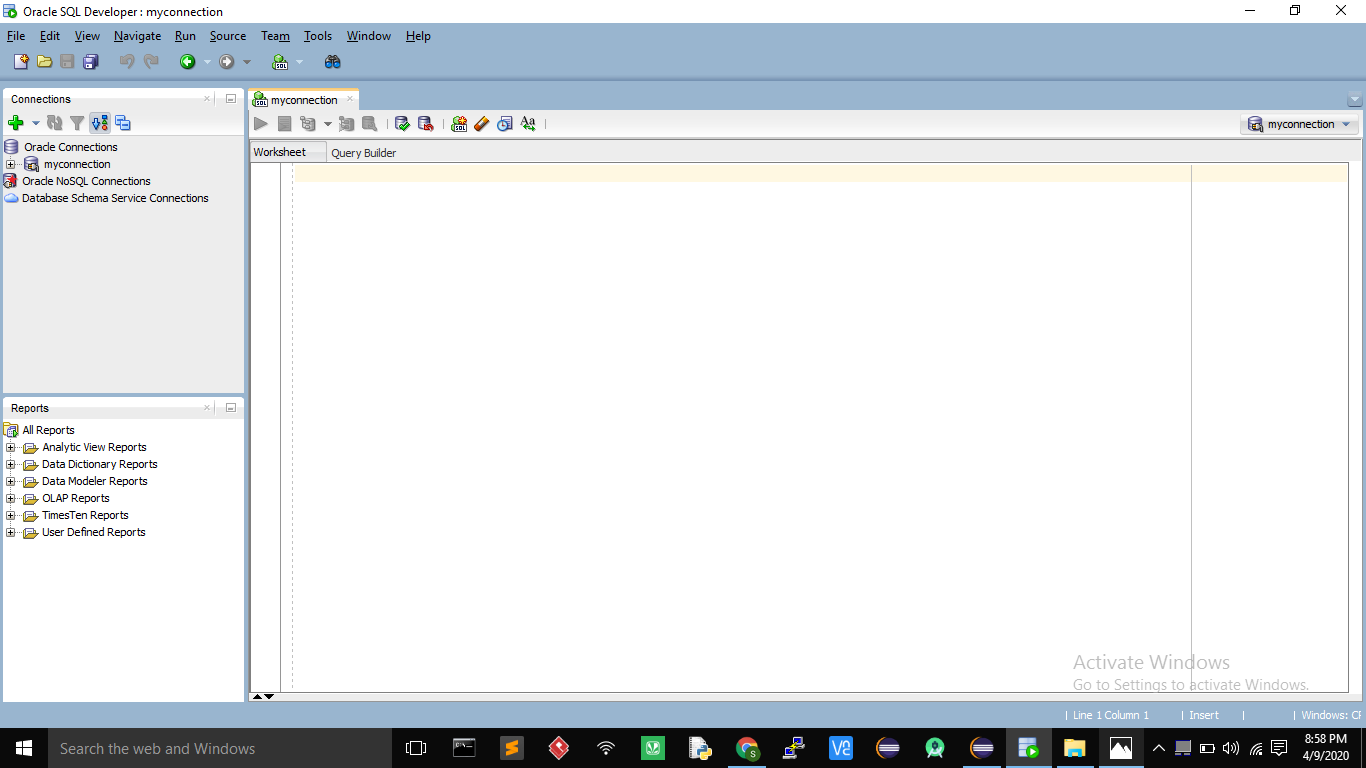 Oracle SQL Developer : myconnection
File Edit View Navigate Run Source Team Tools Window Help
Connections
Oracle Connections
myconnection
Oracle NoSQL Connections
Database Schema Service Connections
Reports
All Reports
Analytic View Reports
Data Dictionary Reports
Data Modeler Reports
OLAP Reports
TimesTen Reports
User Defined Reports
myconnection
myconnection
Worksheet Query Builder
Activate Windows
Go to Settings to activate Windows.
Line 1 Column 1 Insert Windows: CF
Search the web and Windows
8:58 PM
4/9/2020